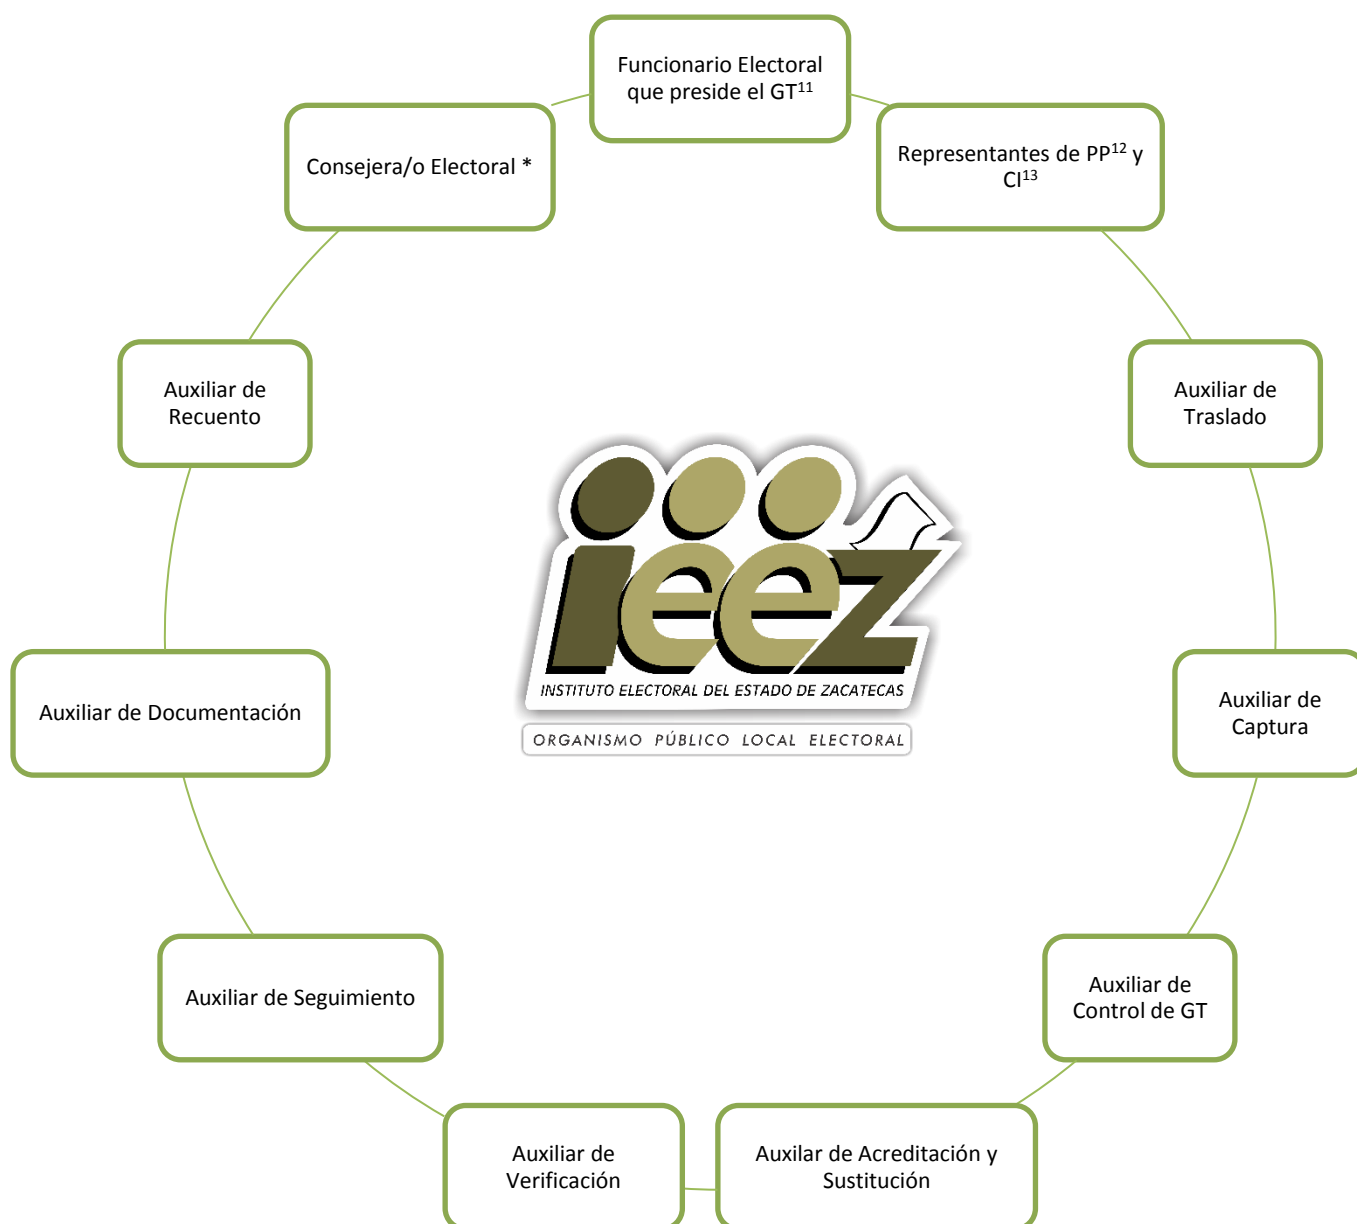 Funcionario Electoral
que preside el GT¹¹
Representantes de PP¹² y
CI¹³
Auxiliar de
Traslado
Auxiliar de
Captura
Auxiliar de
Control de GT
Auxilar de Acreditación y
Sustitución
Auxiliar de
Verificación
Auxiliar de Seguimiento
Auxiliar de Documentación
Auxiliar de
Recuento
Consejera/o Electoral *
ieez
INSTITUTO ELECTORAL DEL ESTADO DE ZACATECAS
ORGANISMO PÚBLICO LOCAL ELECTORAL